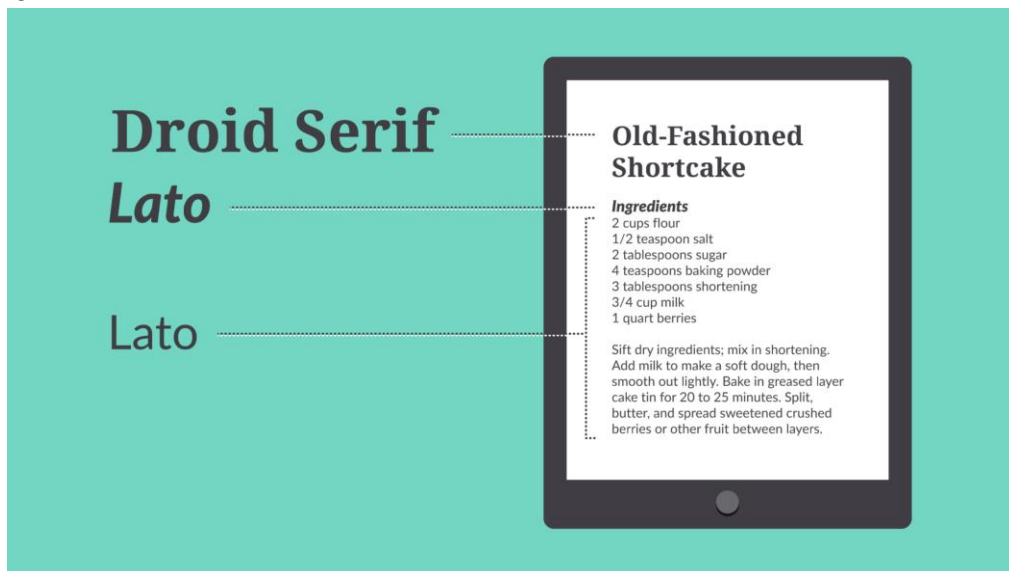 Droid Serif
Lato
Lato
Old-Fashioned
Shortcake
Ingredients
2 cups flour
1/2 teaspoon salt
2 tablespoons sugar
4 teaspoons baking powder
3 tablespoons shortening
3/4 cup milk
1 quart berries
Sift dry ingredients; mix in shortening.
Add milk to make a soft dough, then
smooth out lightly. Bake in greased layer
cake tin for 20 to 25 minutes. Split,
butter, and spread sweetened crushed
berries or other fruit between layers.